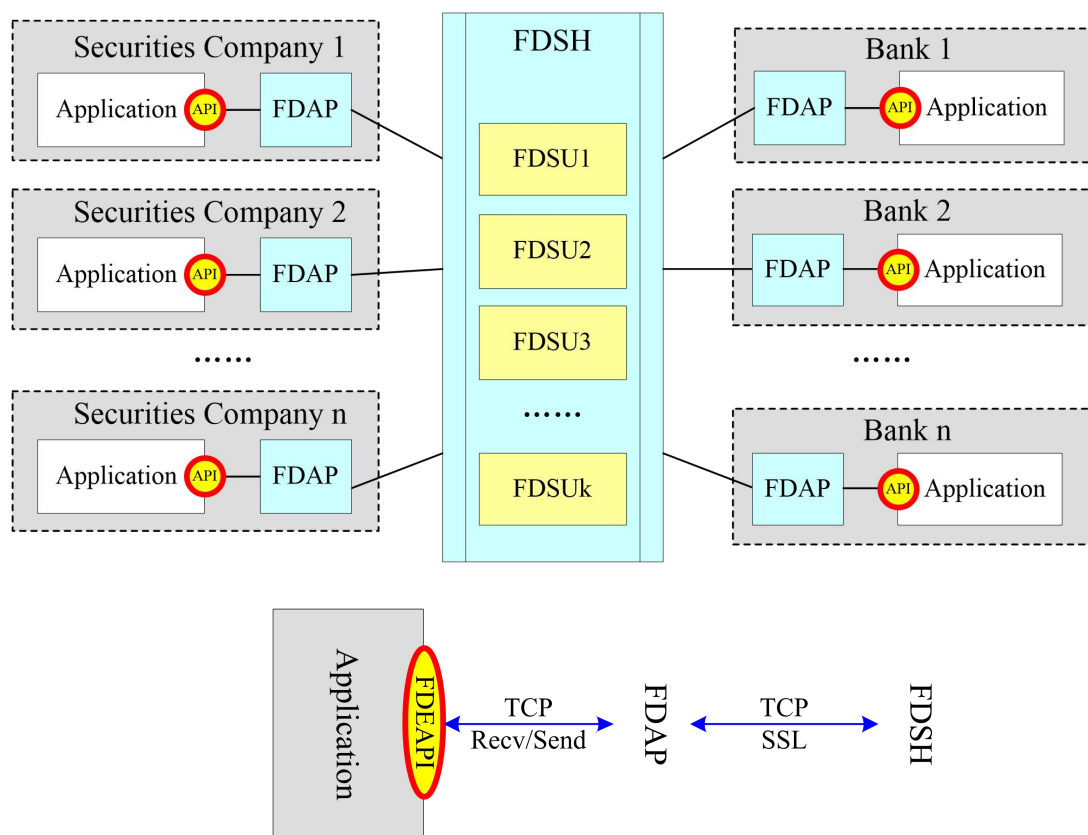 Securities Company 1
Application
API
FDAP
Securities Company 2
Application
API
FDAP
……
Securities Company n
Application
API
FDAP
FDSH
FDSU1
FDSU2
FDSU3
……
FDSUk
Bank 1
FDAP
API
Application
Bank 2
FDAP
API
Application
……
Bank n
FDAP
API
Application
Application
FDEAPI
TCP
Recv/Send
FDAP
TCP
SSL
FDSH